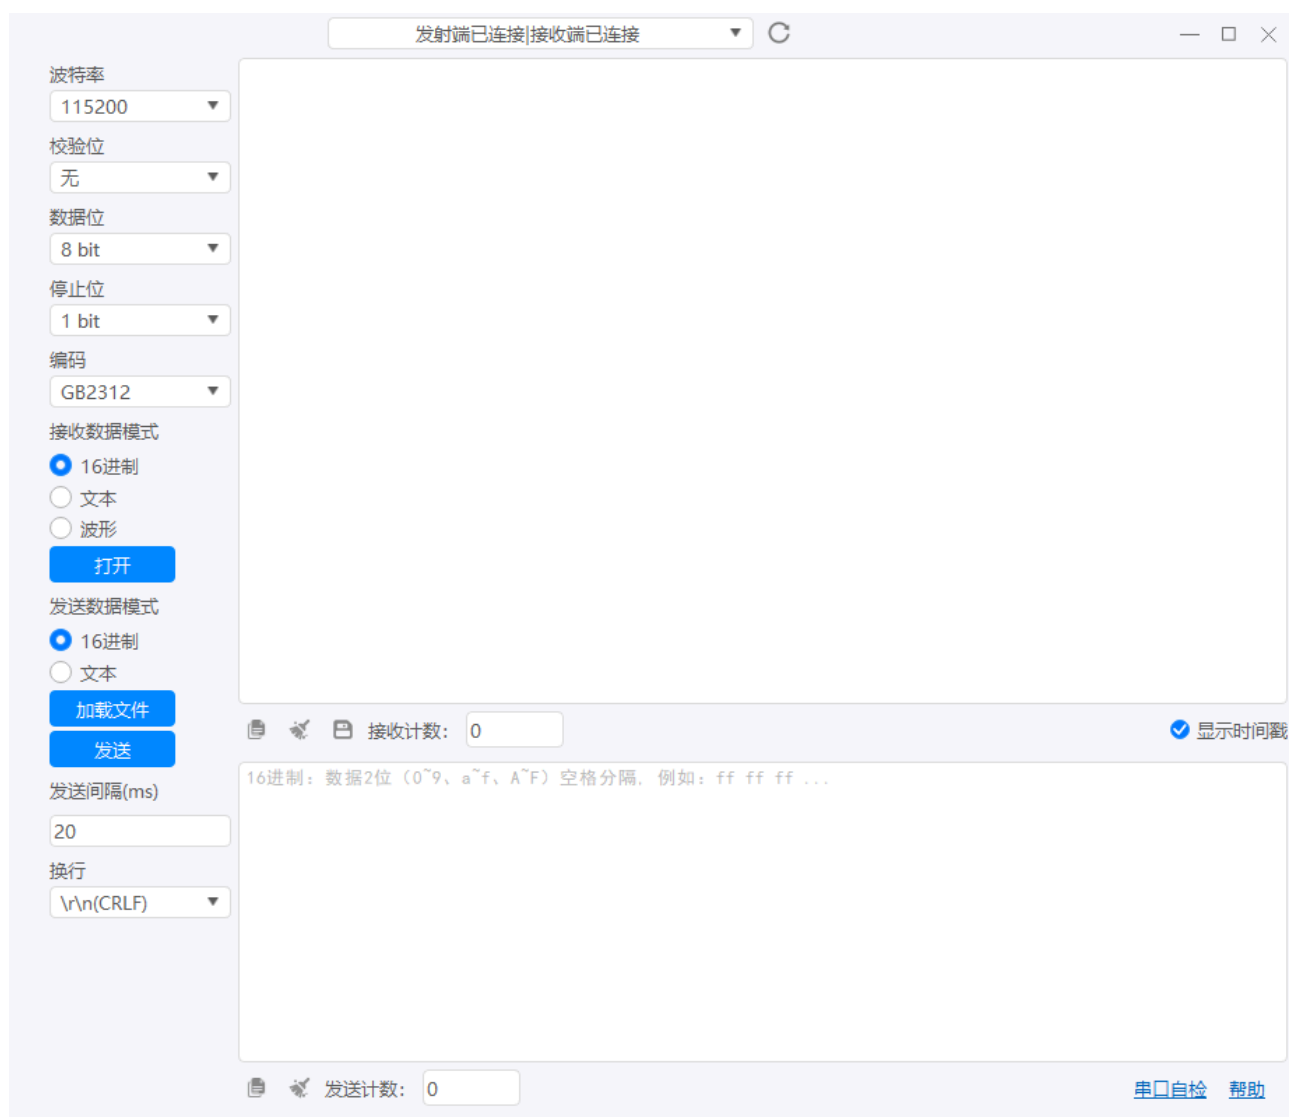 发射端已连接|接收端已连接
波特率
115200
校验位
无
数据位
8 bit
停止位
1 bit
编码
GB2312
接收数据模式
16进制
文本
波形
打开
发送数据模式
16进制
文本
加载文件
发送
发送间隔(ms)
20
换行
\r\n(CRLF)
接收计数: 0
显示时间戳
16进制: 数据2位（0~9、a~f、A~F）空格分隔, 例如: ff ff ff ...
发送计数: 0
串口自检 帮助